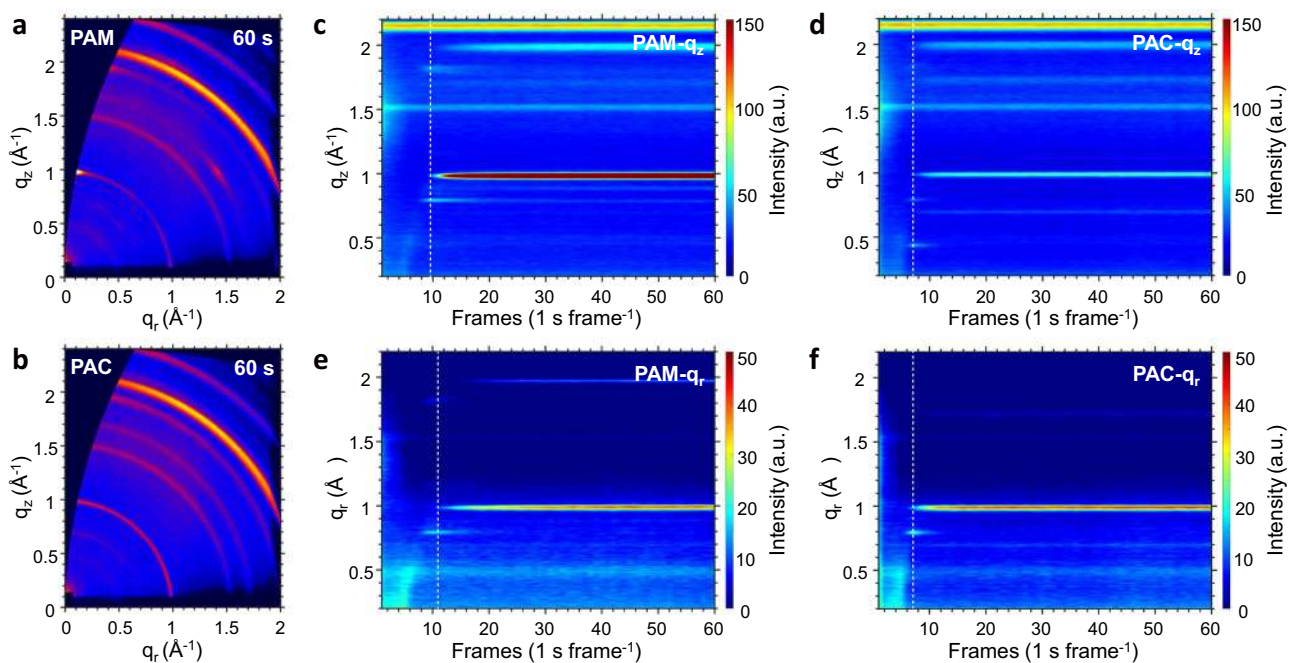 a
PAM
60 s
q_z (Å⁻¹)
2
1.5
1
0.5
0
0
0.5
1
1.5
2
q_r (Å⁻¹)
c
PAM-q_z
q_z (Å⁻¹)
2
1.5
1
0.5
10
20
30
40
50
60
Frames (1 s frame⁻¹)
150
100
50
0
Intensity (a.u.)
d
PAC-q_z
q_z (Å
2
1.5
1
0.5
10
20
30
40
50
60
Frames (1 s frame⁻¹)
150
100
50
0
Intensity (a.u.)
b
PAC
60 s
q_z (Å⁻¹)
2
1.5
1
0.5
0
0
0.5
1
1.5
2
q_r (Å⁻¹)
e
PAM-q_r
q_r (Å
2
1.5
1
0.5
10
20
30
40
50
60
Frames (1 s frame⁻¹)
50
40
30
20
10
0
Intensity (a.u.)
f
PAC-q_r
q_r (Å
2
1.5
1
0.5
10
20
30
40
50
60
Frames (1 s frame⁻¹)
50
40
30
20
10
0
Intensity (a.u.)